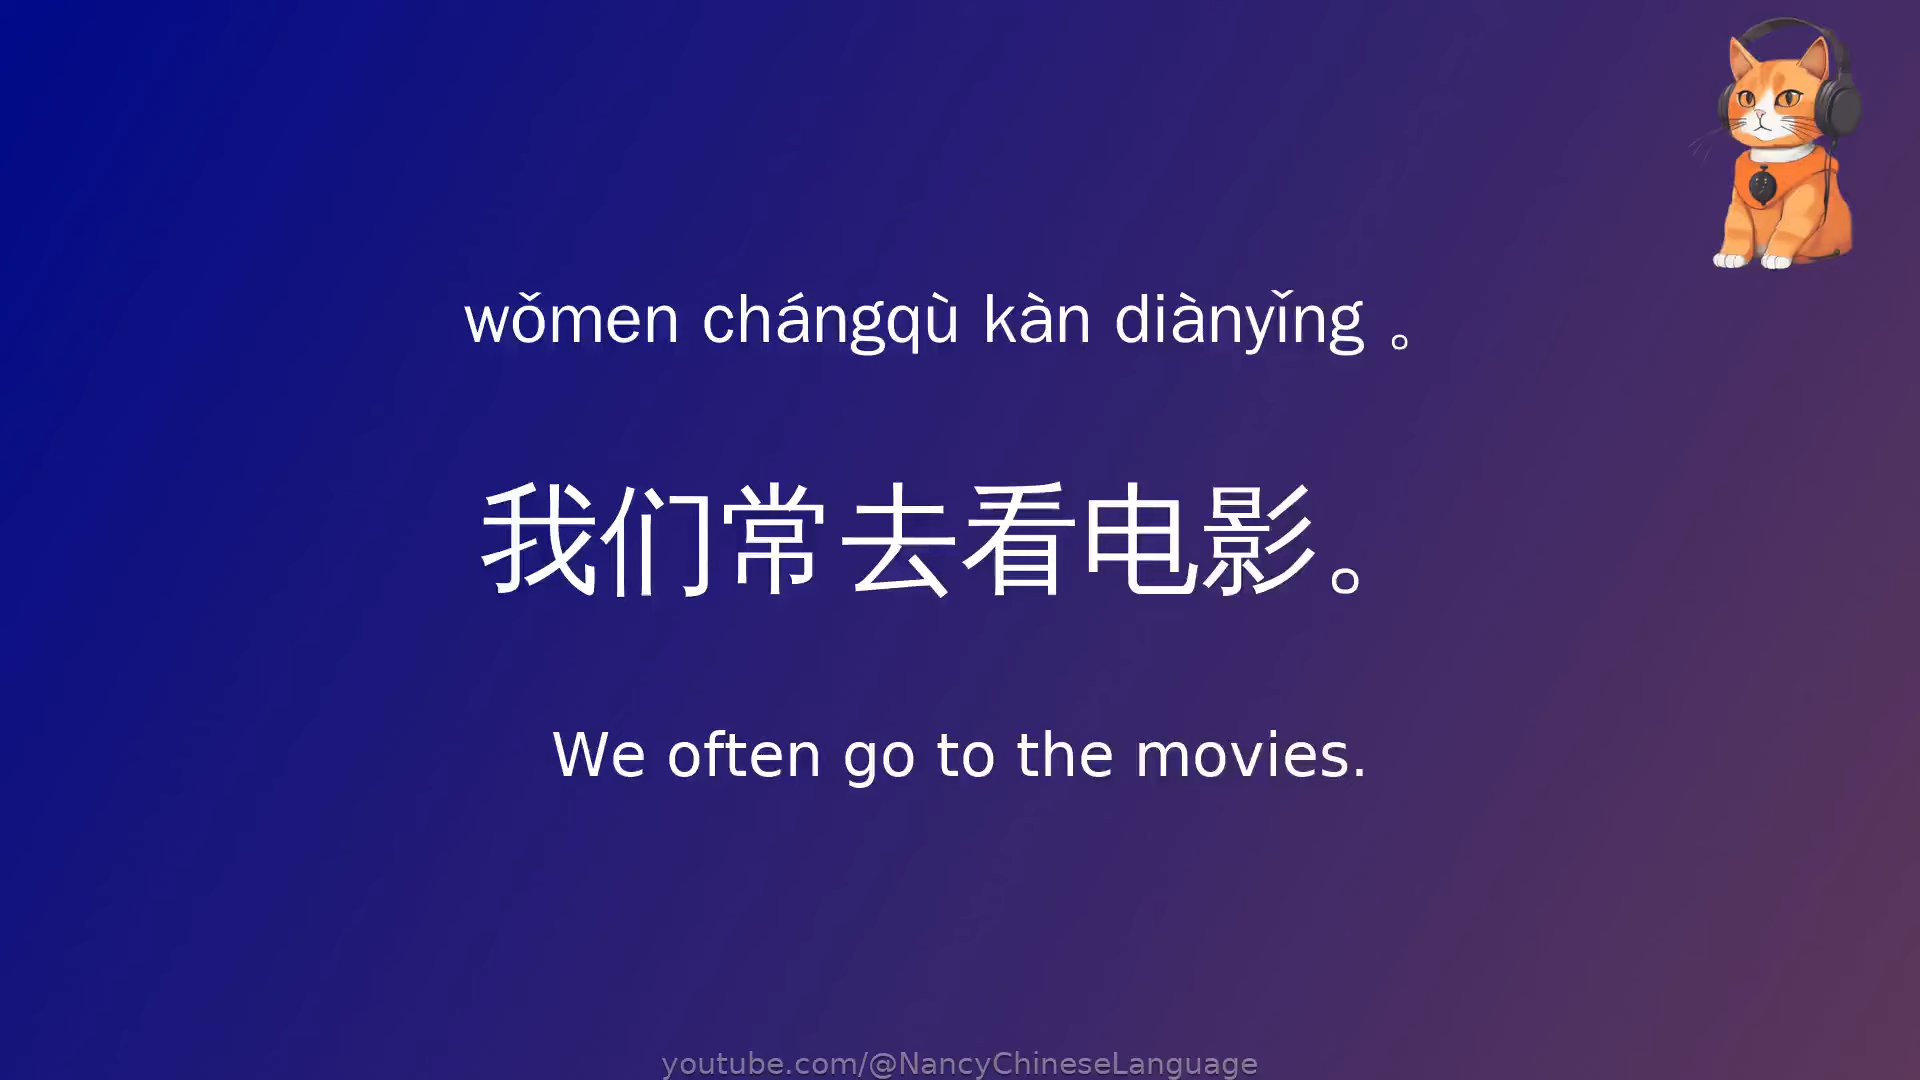 wǒmen chángqù kàn diànyǐng 。
我们常去看电影。
We often go to the movies.
youtube.com/@NancyChineseLanguage